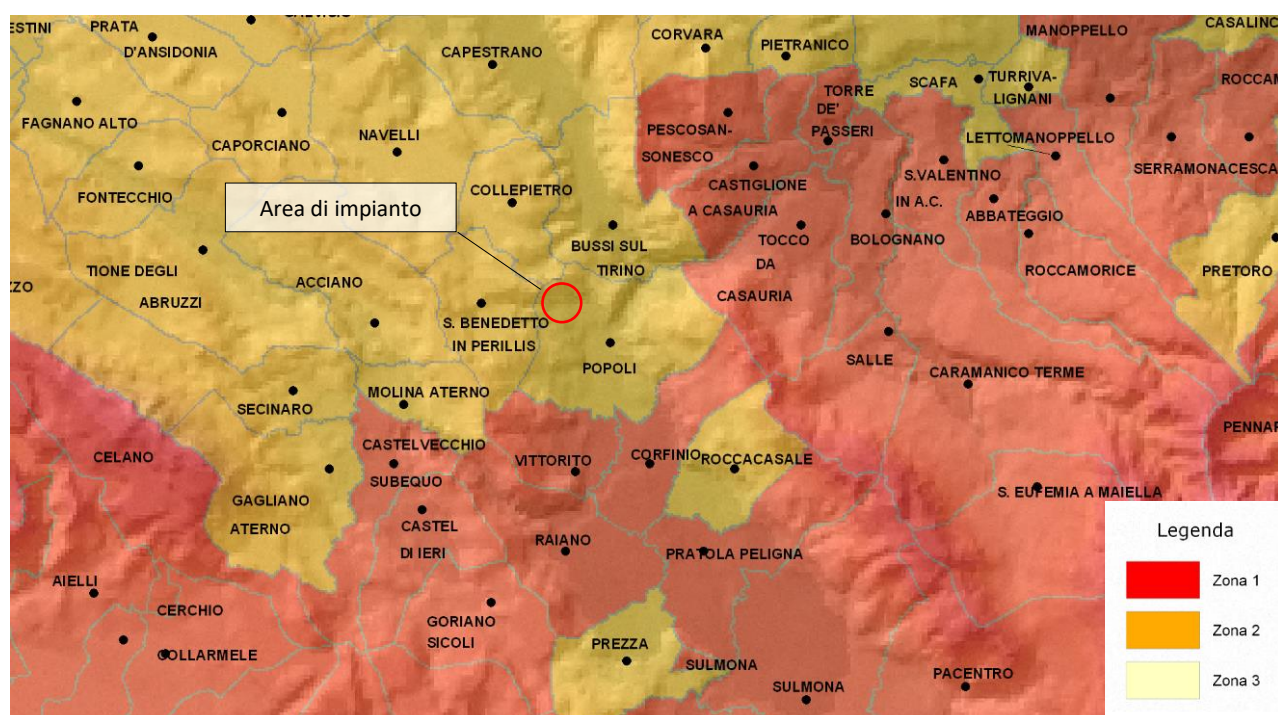 ESTINI
PRATA
D'ANSIDONIA
CAPESTRANO
CORVARA
PIETRANICO
MANOPPELLO
CASALINC
FAGNANO ALTO
CAPORCIANO
NAVELLI
PESCOSAN-
SONESCO
TORRE
DE'
PASSERI
SCAFA
TURRIVA-
LIGNANI
ROCCAM
LETTOMANOPPELLO
SERRAMONACESCA
FONTECCHIO
Area di impianto
COLLEPIETRO
CASTIGLIONE
A CASAURIA
S.VALENTINO
IN A.C.
ABBATEGGIO
BUSSI SUL
TIRINO
TOCCO
DA
CASAURIA
BOLOGNANO
ROCCAMORICE
PRETORO
TIONE DEGLI
ABRUZZI
ZZO
ACCIANO
S. BENEDETTO
IN PERILLIS
POPOLI
SALLE
CARAMANICO TERME
SECINARO
MOLINA ATERNO
PENNAR
CELANO
CASTELVECCHIO
SUBEQUO
VITTORITO
CORFINIO
ROCCACASALE
S. EUFEMIA A MAIELLA
GAGLIANO
ATERNO
CASTEL
DI IERI
RAIANO
PRATOLA PELIGNA
AIELLI
CERCHIO
COLLARMELE
GORIANO
SICOLI
PREZZA
SULMONA
SULMONA
PACENTRO
Legenda
Zona 1
Zona 2
Zona 3